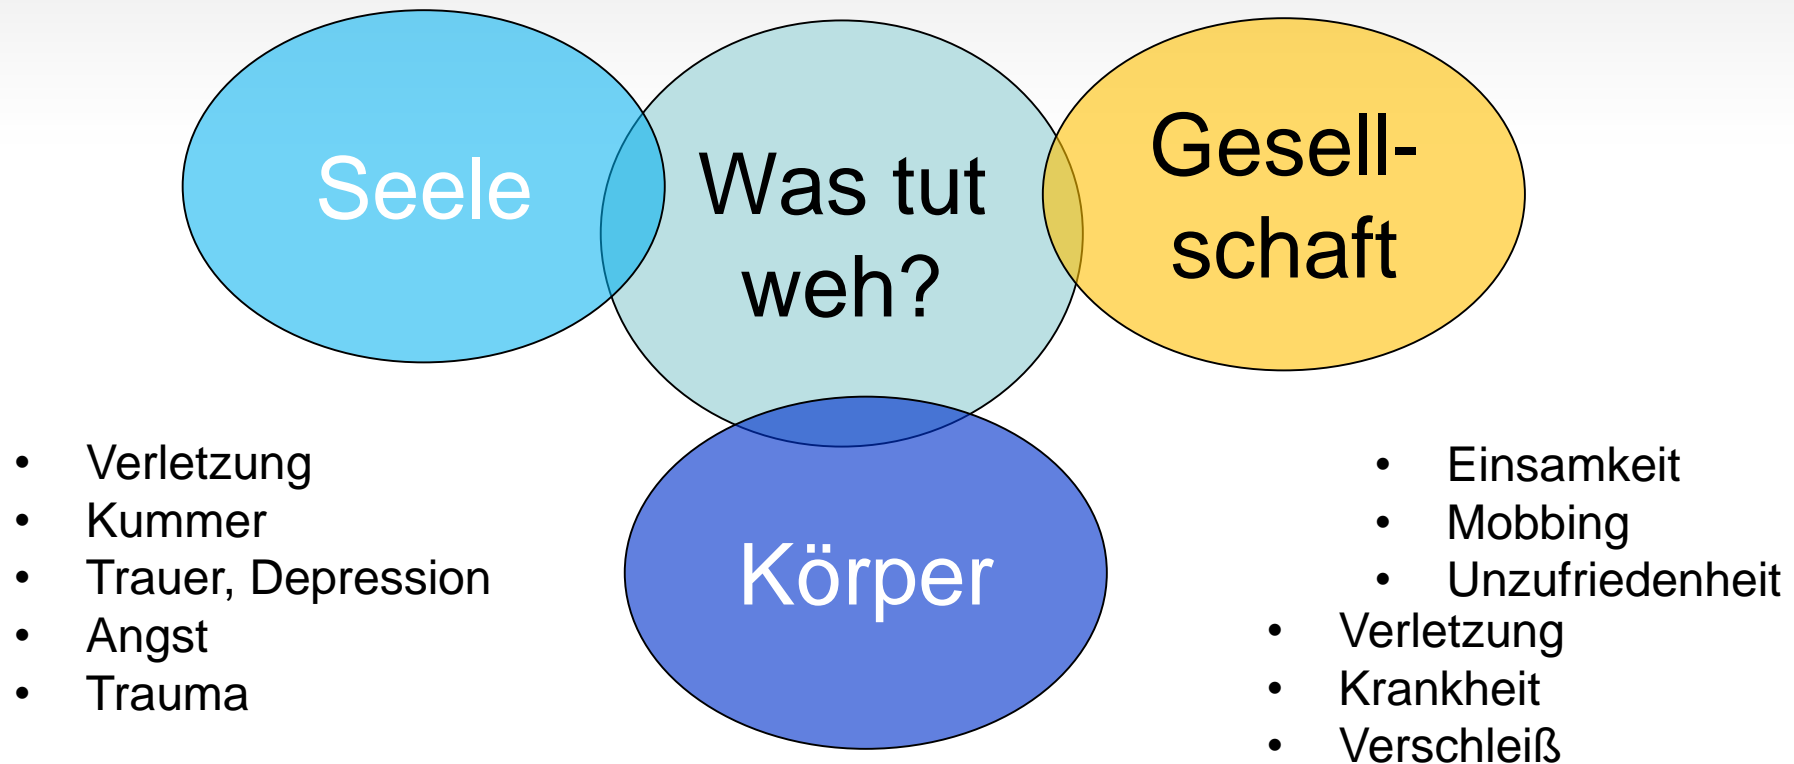 Seele
Was tut
weh?
Gesell-
schaft
Körper
• Verletzung
• Kummer
• Trauer, Depression
• Angst
• Trauma
• Einsamkeit
• Mobbing
• Unzufriedenheit
• Verletzung
• Krankheit
• Verschleiß